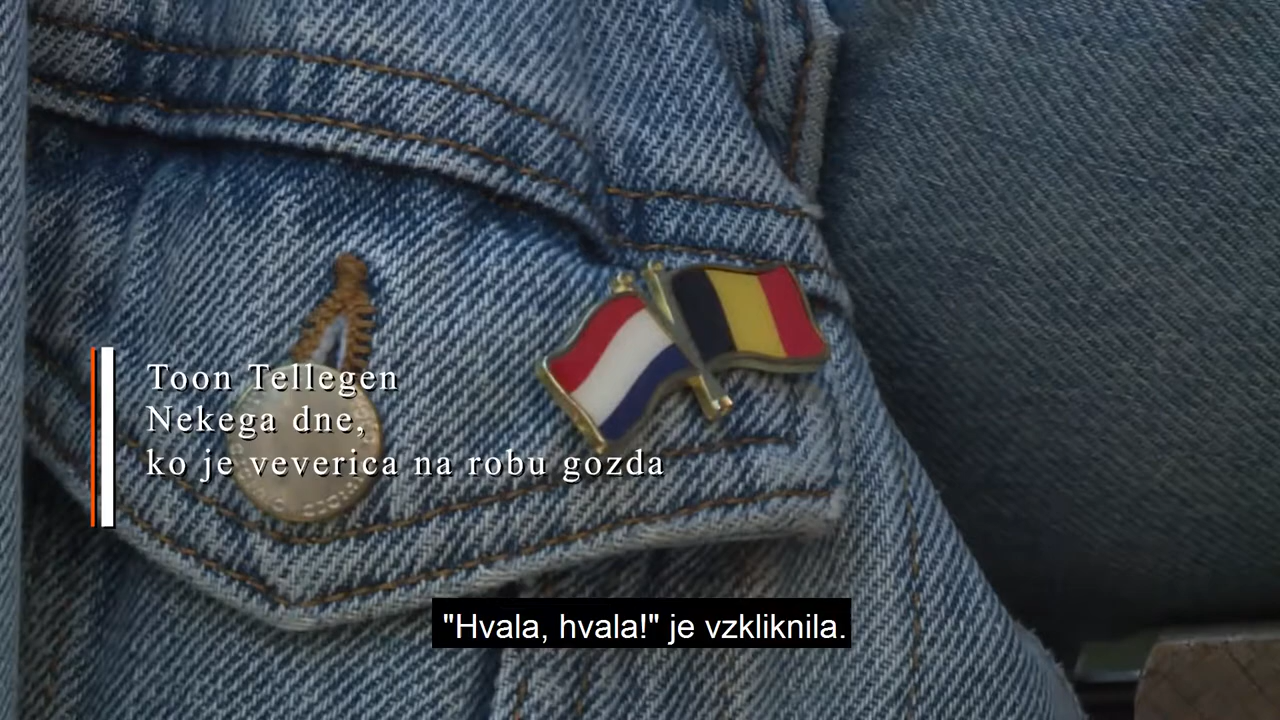 Toon Tellegen
Nekega dne,
ko je veverica na robu gozda
"Hvala, hvala!" je vzkliknila.